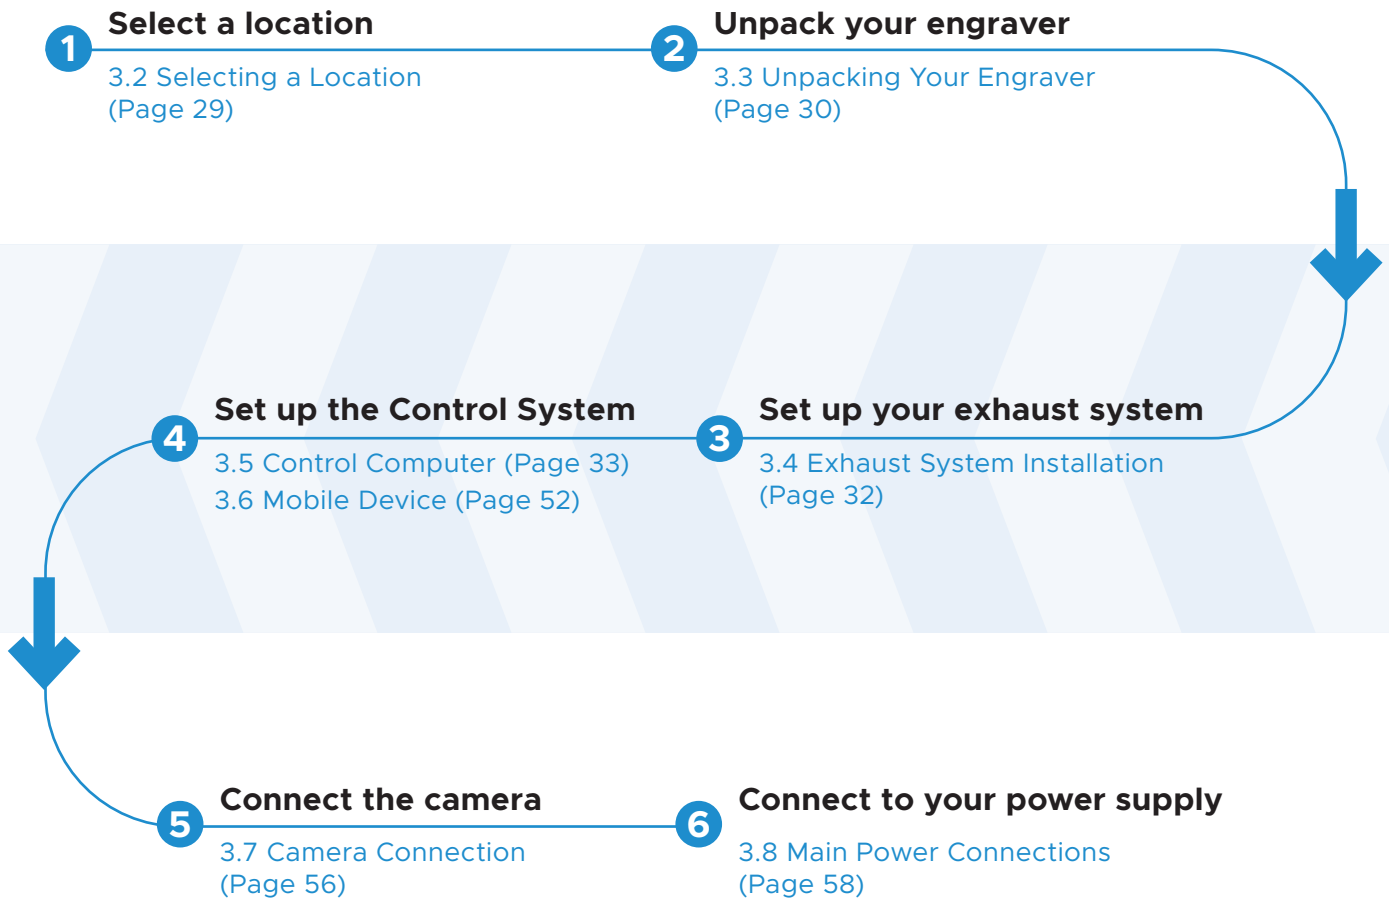 1
Select a location
3.2 Selecting a Location
(Page 29)
2
Unpack your engraver
3.3 Unpacking Your Engraver
(Page 30)
3
Set up your exhaust system
3.4 Exhaust System Installation
(Page 32)
4
Set up the Control System
3.5 Control Computer (Page 33)
3.6 Mobile Device (Page 52)
5
Connect the camera
3.7 Camera Connection
(Page 56)
6
Connect to your power supply
3.8 Main Power Connections
(Page 58)